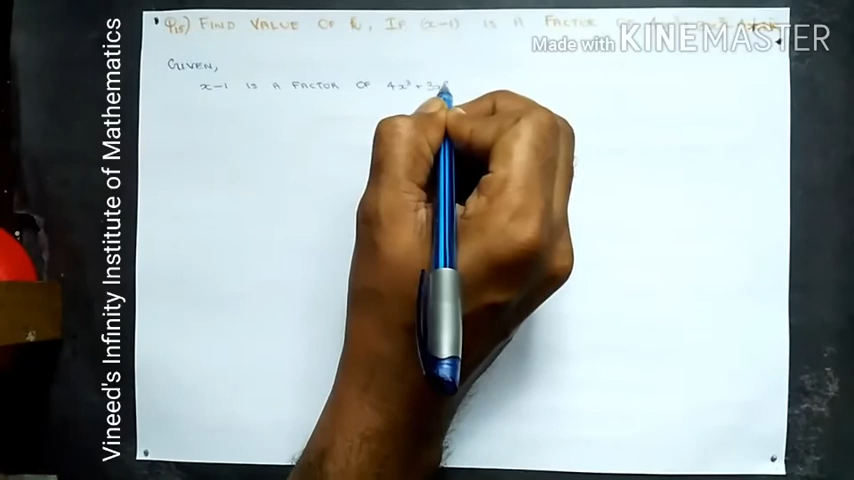 Q15) FIND VALUE OF k, IF (x-1) IS A FACTOR OF
Made with KINEMASTER
GIVEN,
x-1 IS A FACTOR OF 4x³+3x
Vineed's Infinity Institute of Mathematics